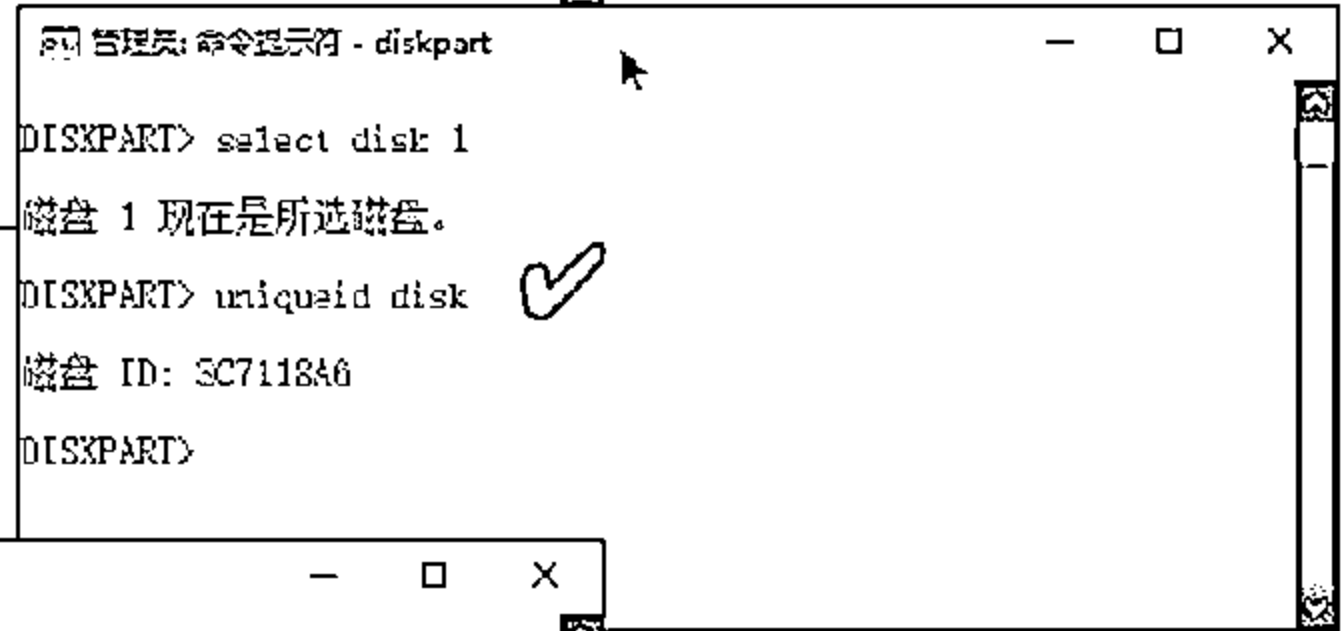 管理员: 命令提示符 - diskpart
DISKPART> select disk 1
磁盘 1 现在是所选磁盘。
DISKPART> uniqueid disk
磁盘 ID: 3C7118A6
DISKPART>